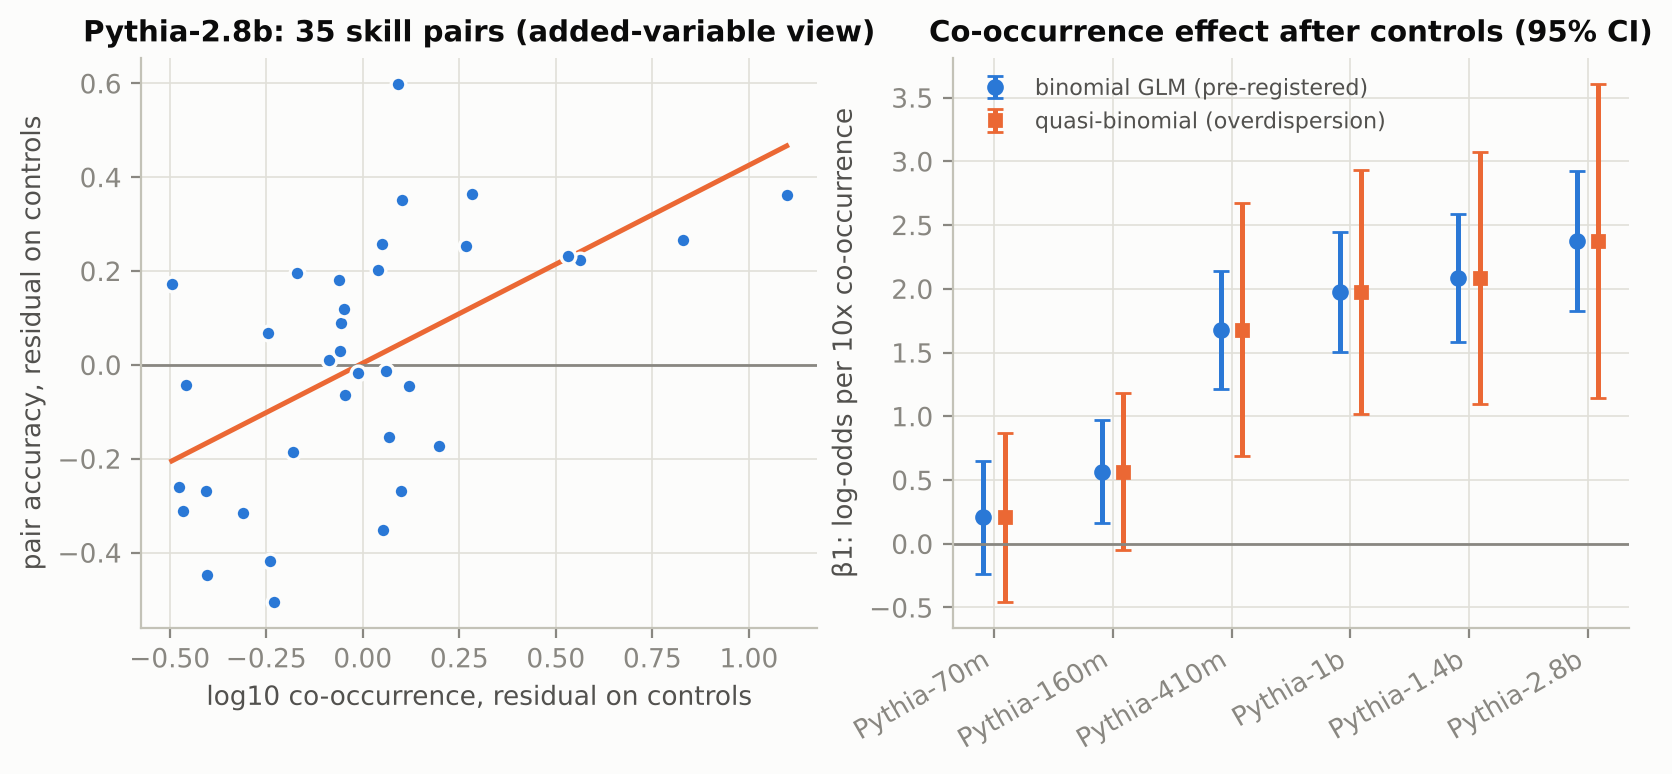 Pythia-2.8b: 35 skill pairs (added-variable view)
pair accuracy, residual on controls
0.6
0.4
0.2
0.0
−0.2
−0.4
−0.50 −0.25 0.00 0.25 0.50 0.75 1.00
log10 co-occurrence, residual on controls
Co-occurrence effect after controls (95% CI)
binomial GLM (pre-registered)
quasi-binomial (overdispersion)
β1: log-odds per 10x co-occurrence
3.5
3.0
2.5
2.0
1.5
1.0
0.5
0.0
−0.5
Pythia-70m
Pythia-160m
Pythia-410m
Pythia-1b
Pythia-1.4b
Pythia-2.8b